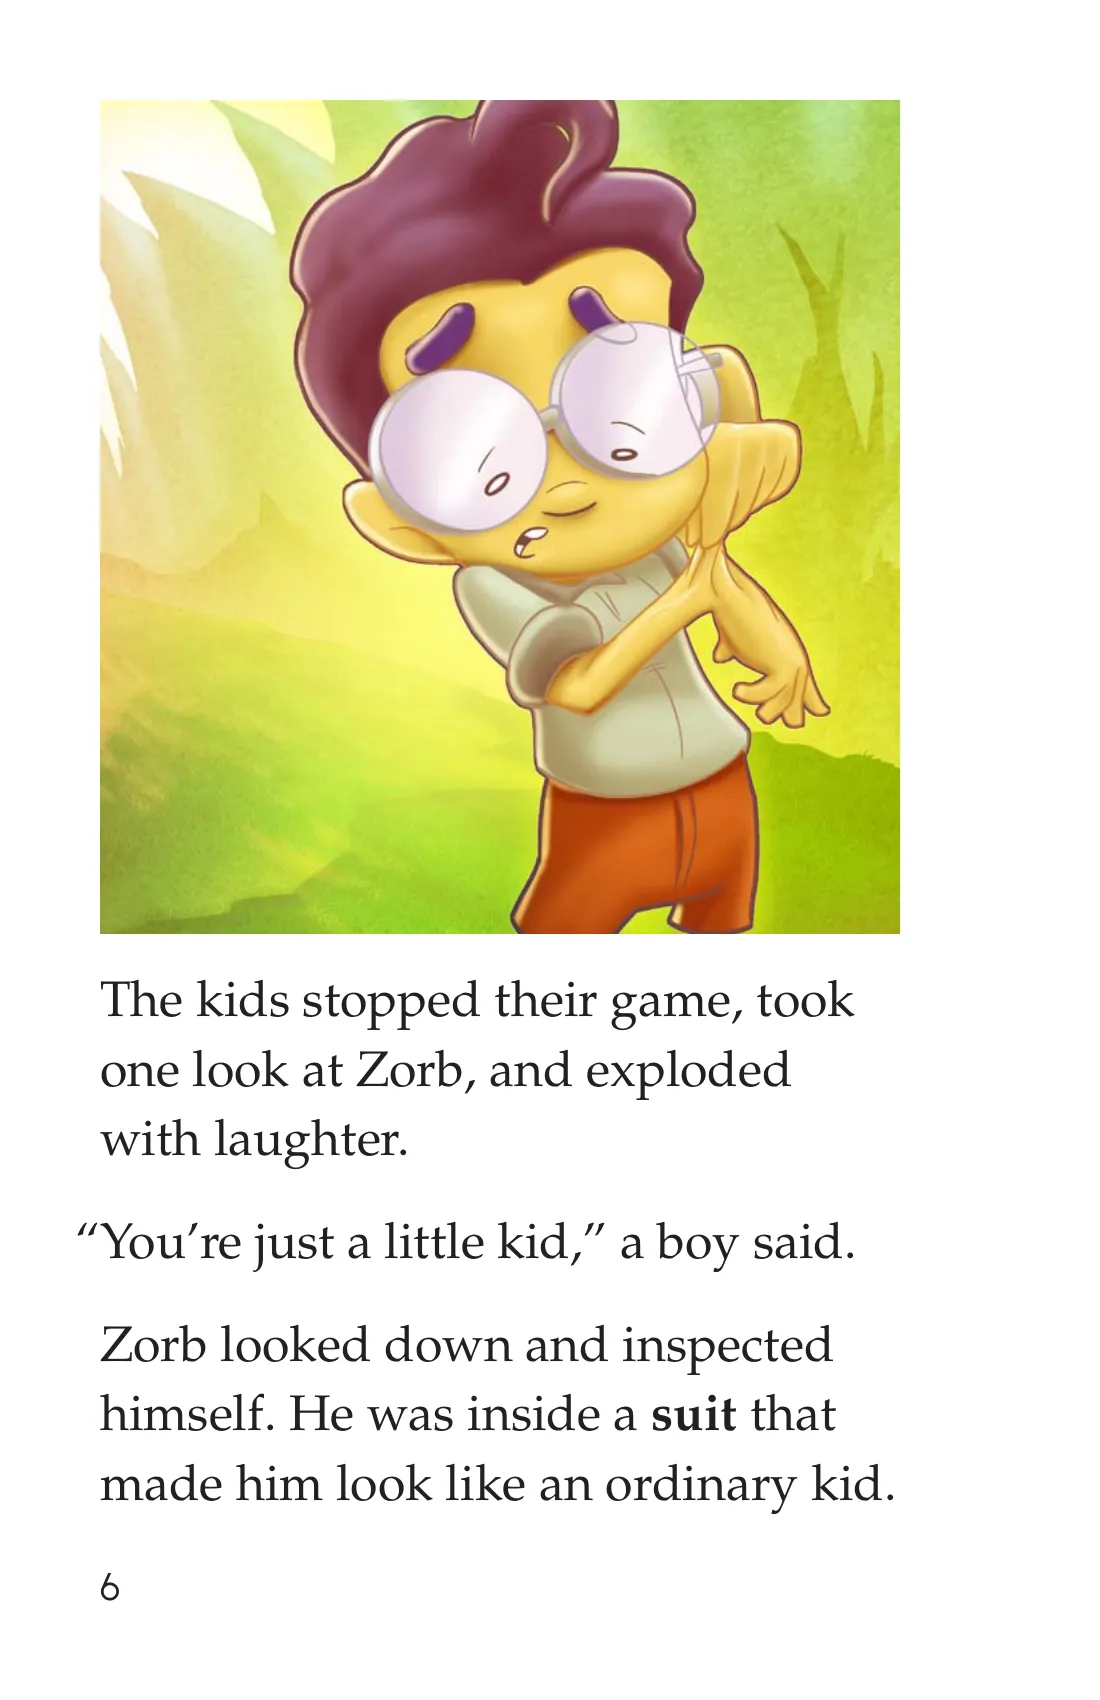 The kids stopped their game, took
one look at Zorb, and exploded
with laughter.
“You’re just a little kid,” a boy said.
Zorb looked down and inspected
himself. He was inside a suit that
made him look like an ordinary kid.
6